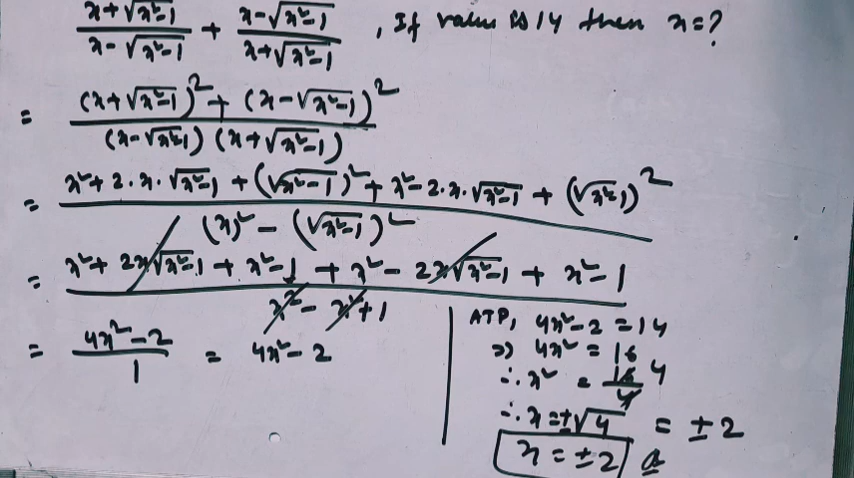 x+√x²-1 / x-√x²-1 + x-√x²-1 / x+√x²-1 , If value is 14 then x=?
= (x+√x²-1)² + (x-√x²-1)² / (x-√x²-1) (x+√x²-1)
= x²+2.x.√x²-1 + (√x²-1)² + x²-2.x.√x²-1 + (√x²-1)² / (x)² - (√x²-1)²
= x²+2x√x²-1 + x²-1 + x²-2x√x²-1 + x²-1 / x²-x²+1
= 4x²-2 / 1 = 4x²-2
ATP, 4x²-2 = 14
⇒ 4x² = 16
∴ x² = 16/4 4
∴ x = ±√4 = ±2
x = ±2